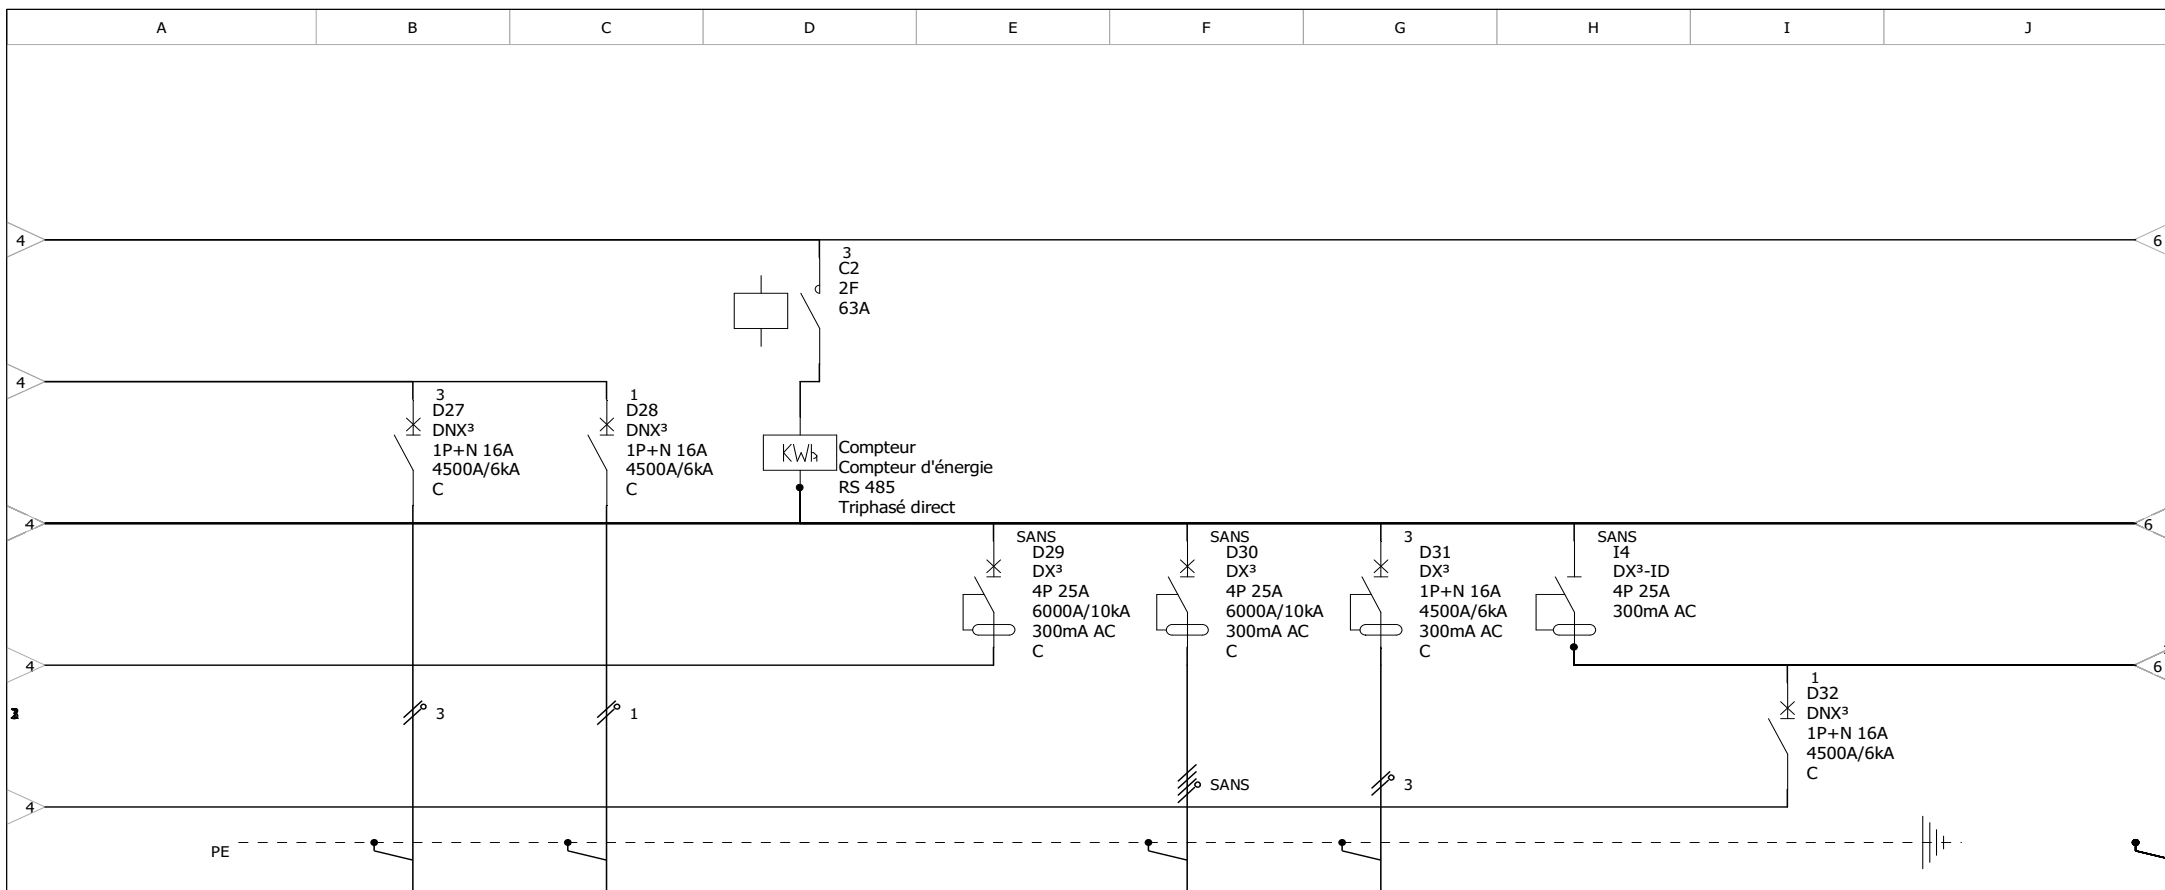 A B C D E F G H I J
4
6
3
C2
2F
63A
4
3
D27
DNX³
1P+N 16A
4500A/6kA
C
1
D28
DNX³
1P+N 16A
4500A/6kA
C
KWh
Compteur
Compteur d'énergie
RS 485
Triphasé direct
4
6
SANS
D29
DX³
4P 25A
6000A/10kA
300mA AC
C
SANS
D30
DX³
4P 25A
6000A/10kA
300mA AC
C
3
D31
DX³
1P+N 16A
4500A/6kA
300mA AC
C
SANS
I4
DX³-ID
4P 25A
300mA AC
4
6
1
D32
DNX³
1P+N 16A
4500A/6kA
C
3
1
SANS
3
4
PE